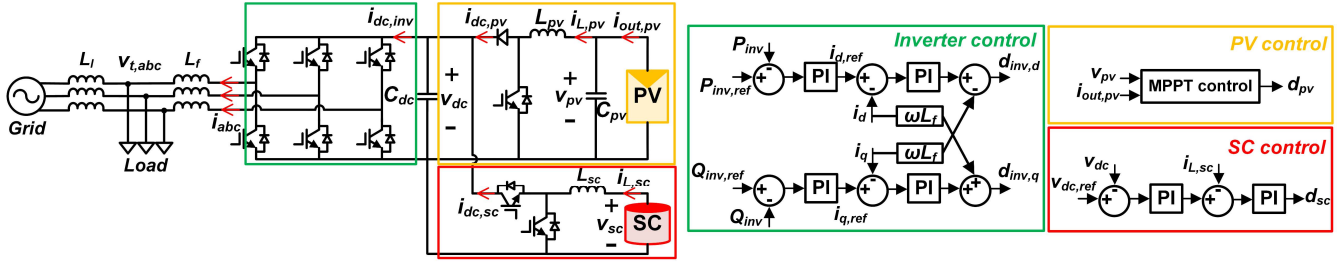 Grid
L_l
v_t,abc
L_f
i_abc
Load
i_dc,inv
C_dc
+
v_dc
-
i_dc,pv
L_pv
i_L,pv
i_out,pv
+
v_pv
-
C_pv
PV
i_dc,sc
L_sc
i_L,sc
+
v_sc
-
SC
Inverter control
P_inv
P_inv,ref
+
-
PI
i_d,ref
+
-
PI
+
-
d_inv,d
i_d
ωL_f
i_q
ωL_f
Q_inv,ref
+
-
PI
+
-
PI
+
+
d_inv,q
Q_inv
i_q,ref
PV control
v_pv
i_out,pv
MPPT control
d_pv
SC control
v_dc
v_dc,ref
+
-
PI
i_L,sc
+
-
PI
d_sc